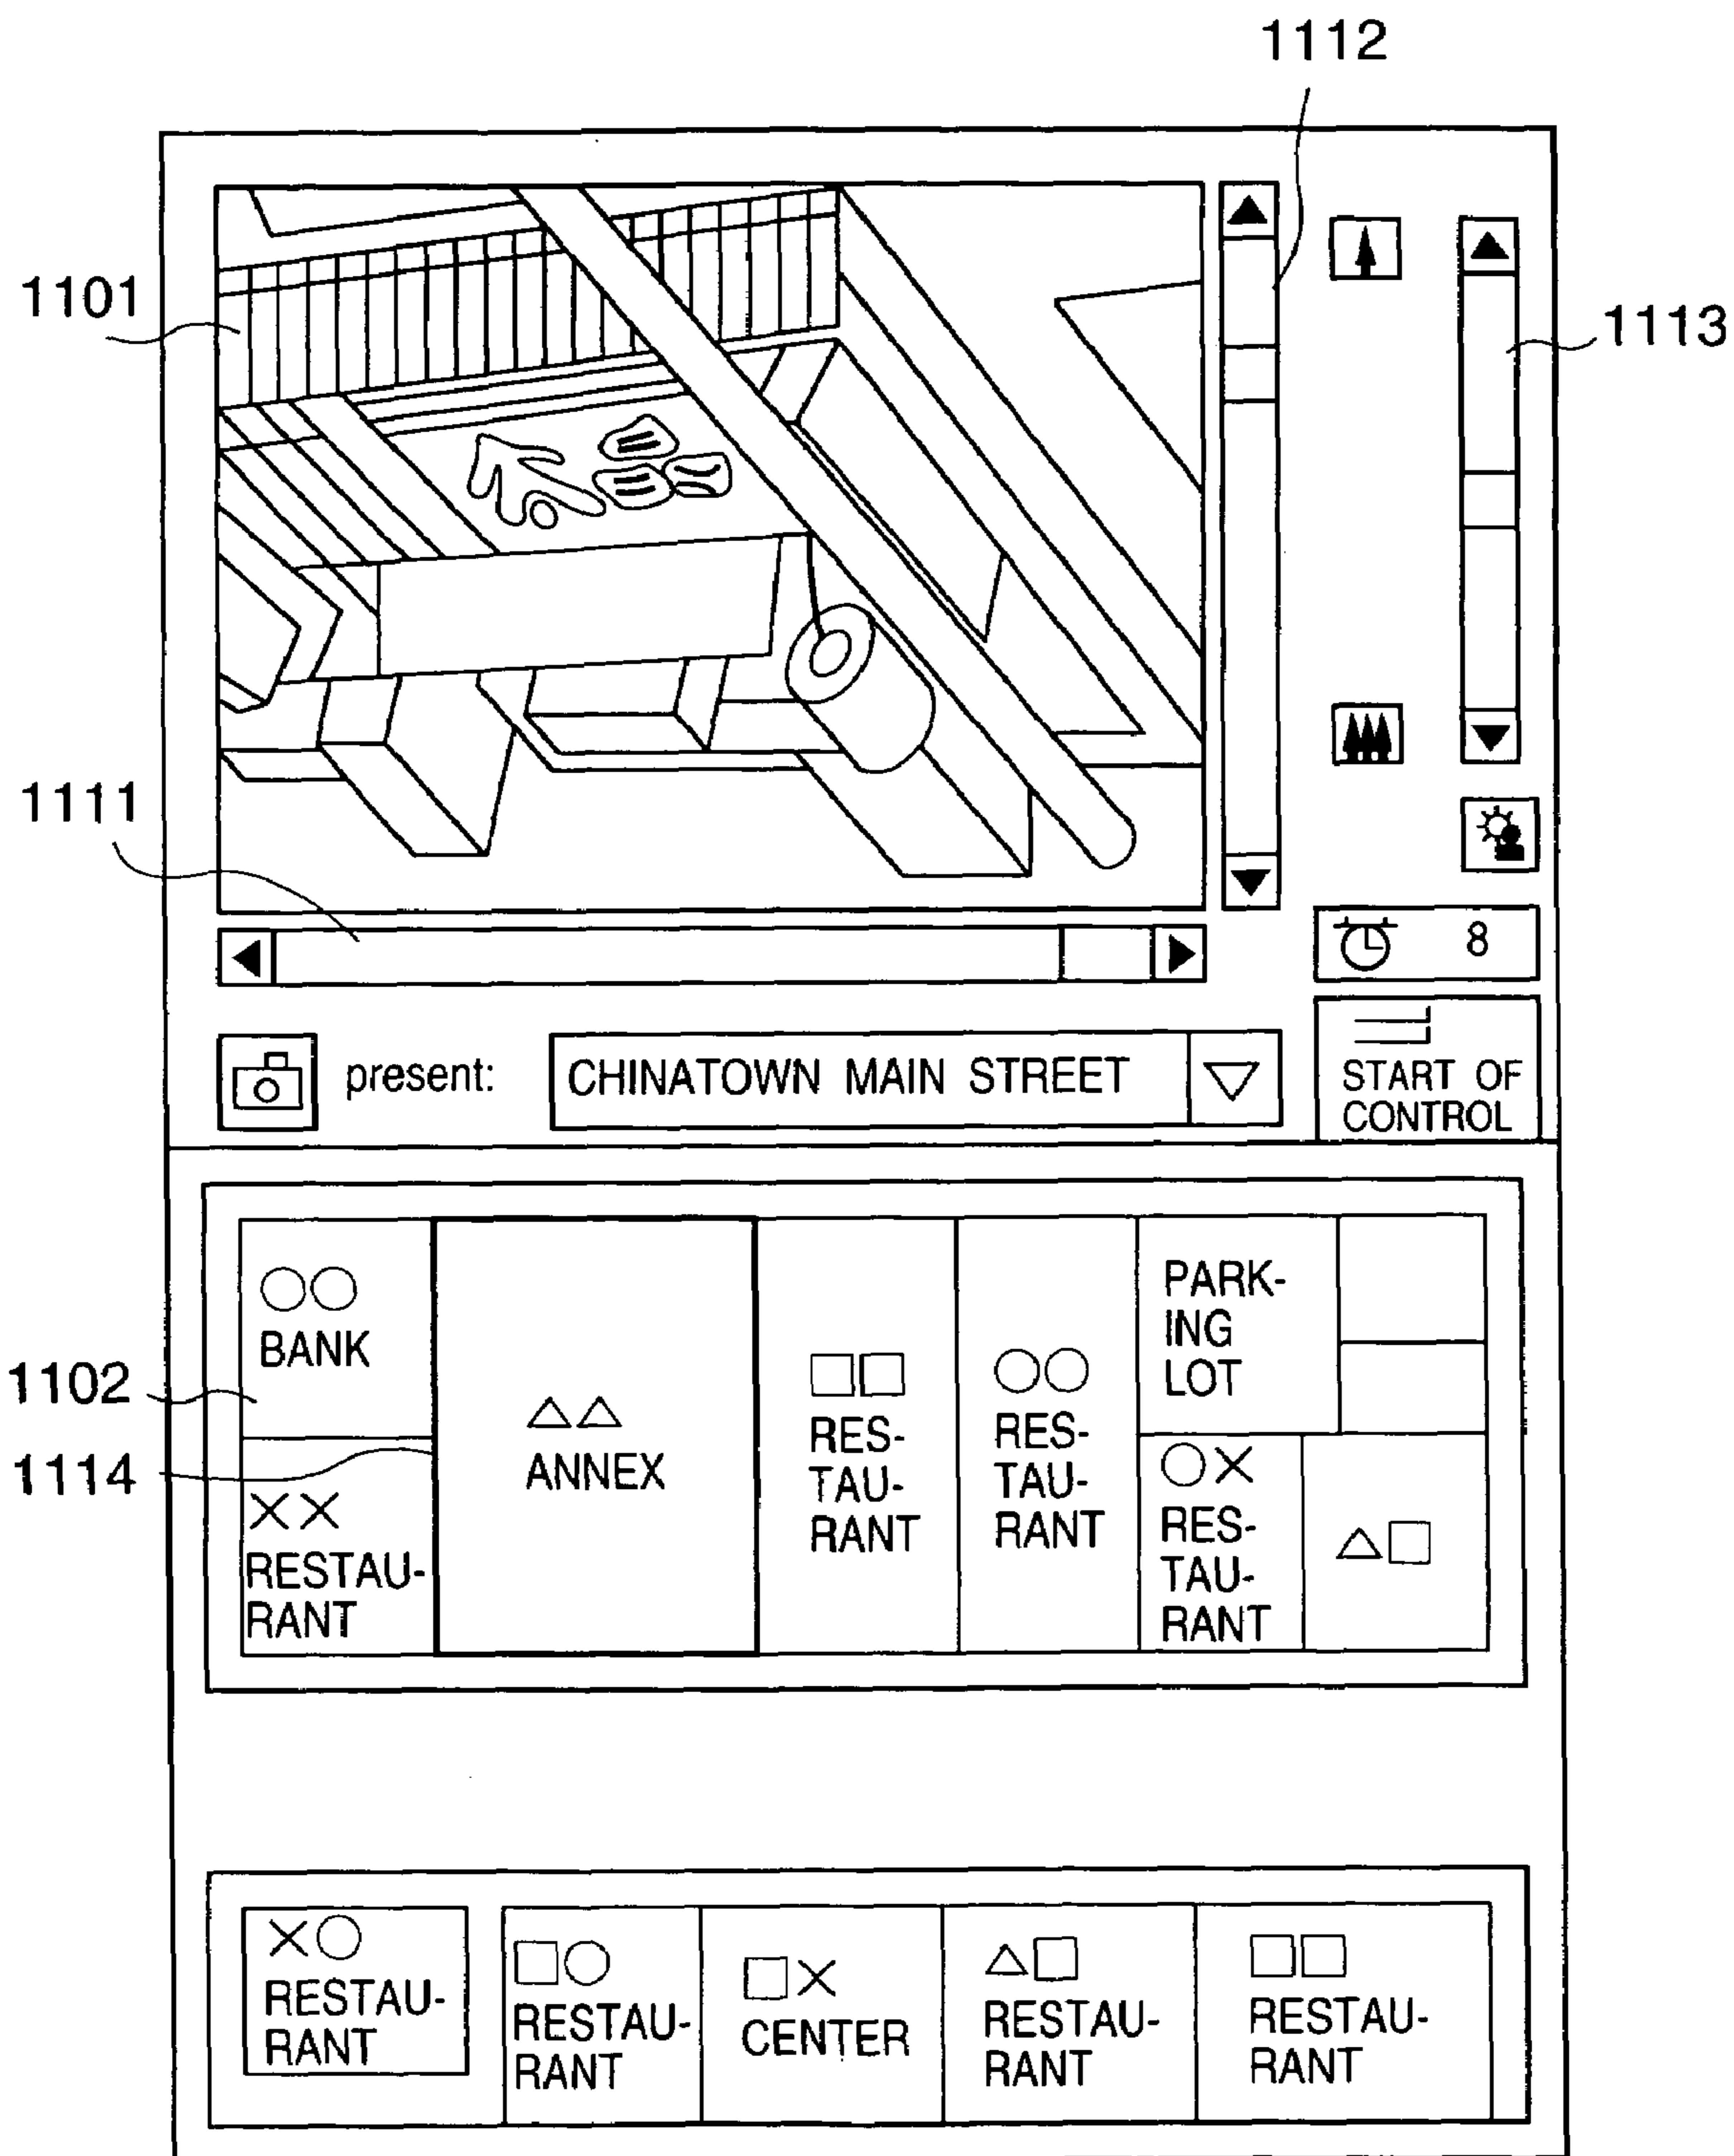 1112
1101
1113
1111
8
present:
CHINATOWN MAIN STREET
START OF
CONTROL
○○
BANK
1102
1114
××
RESTAU-
RANT
△△
ANNEX
□□
RES-
TAU-
RANT
○○
RES-
TAU-
RANT
PARK-
ING
LOT
○×
RES-
TAU-
RANT
△□
×○
RESTAU-
RANT
□○
RESTAU-
RANT
□×
CENTER
△□
RESTAU-
RANT
□□
RESTAU-
RANT